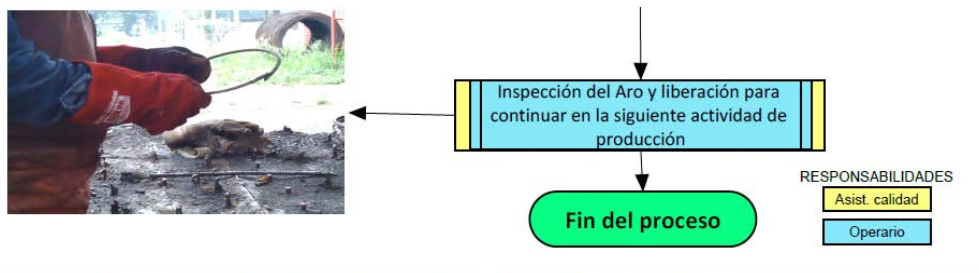 Inspección del Aro y liberación para
continuar en la siguiente actividad de
producción
Fin del proceso
RESPONSABILIDADES
Asist. calidad
Operario